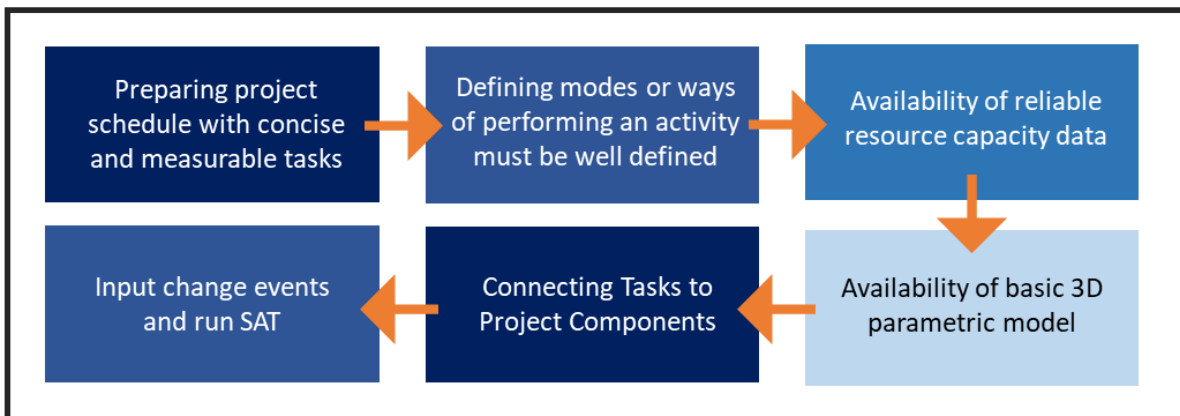 Preparing project
schedule with concise
and measurable tasks
Defining modes or ways
of performing an activity
must be well defined
Availability of reliable
resource capacity data
Availability of basic 3D
parametric model
Connecting Tasks to
Project Components
Input change events
and run SAT